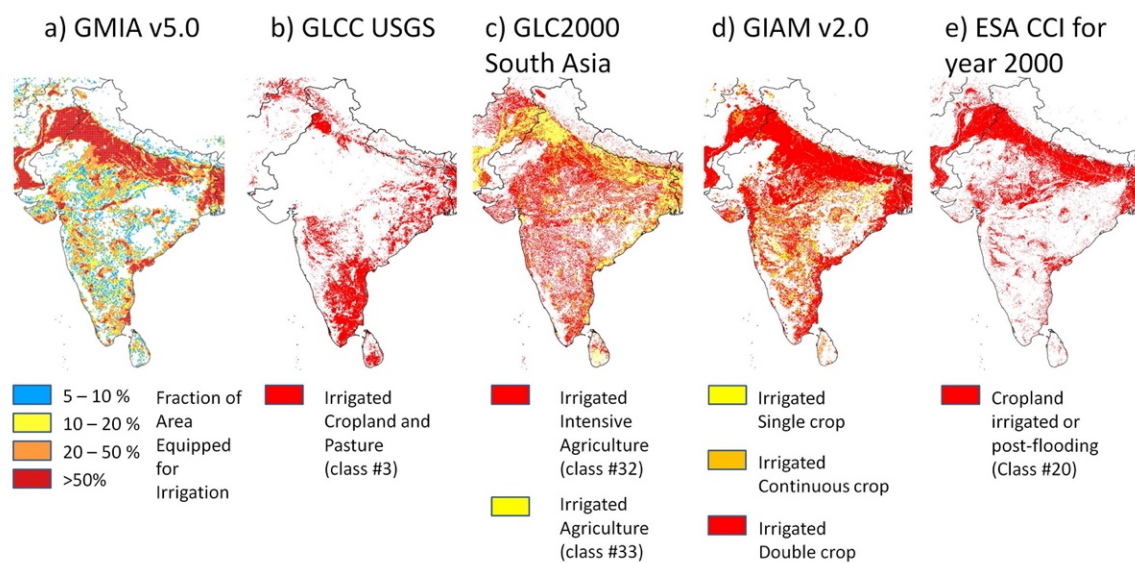 a) GMIA v5.0
b) GLCC USGS
c) GLC2000
South Asia
d) GIAM v2.0
e) ESA CCI for
year 2000
5 – 10 %
10 – 20 %
20 – 50 %
>50%
Fraction of
Area
Equipped
for
Irrigation
Irrigated
Cropland and
Pasture
(class #3)
Irrigated
Intensive
Agriculture
(class #32)
Irrigated
Agriculture
(class #33)
Irrigated
Single crop
Irrigated
Continuous crop
Irrigated
Double crop
Cropland
irrigated or
post-flooding
(Class #20)